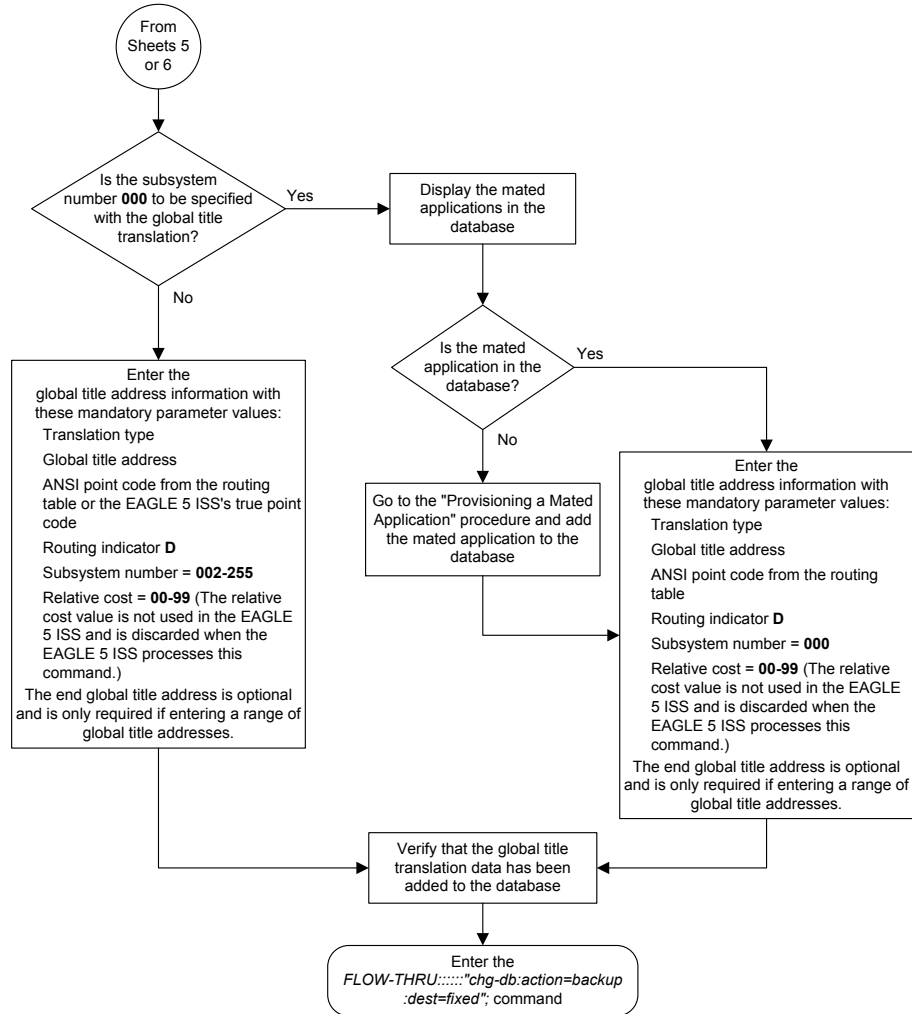 From
Sheets 5
or 6
Is the subsystem
number 000 to be specified
with the global title
translation?
Yes
Display the mated
applications in the
database
No
Is the mated
application in the
database?
Yes
No
Enter the
global title address information with
these mandatory parameter values:
Translation type
Global title address
ANSI point code from the routing
table or the EAGLE 5 ISS's true point
code
Routing indicator D
Subsystem number = 002-255
Relative cost = 00-99 (The relative
cost value is not used in the EAGLE
5 ISS and is discarded when the
EAGLE 5 ISS processes this
command.)
The end global title address is optional
and is only required if entering a range of
global title addresses.
Go to the "Provisioning a Mated
Application" procedure and add
the mated application to the
database
Enter the
global title address information with
these mandatory parameter values:
Translation type
Global title address
ANSI point code from the routing
table
Routing indicator D
Subsystem number = 000
Relative cost = 00-99 (The relative
cost value is not used in the EAGLE
5 ISS and is discarded when the
EAGLE 5 ISS processes this
command.)
The end global title address is optional
and is only required if entering a range of
global title addresses.
Verify that the global title
translation data has been
added to the database
Enter the
FLOW-THRU::::::"chg-db:action=backup
:dest=fixed"; command